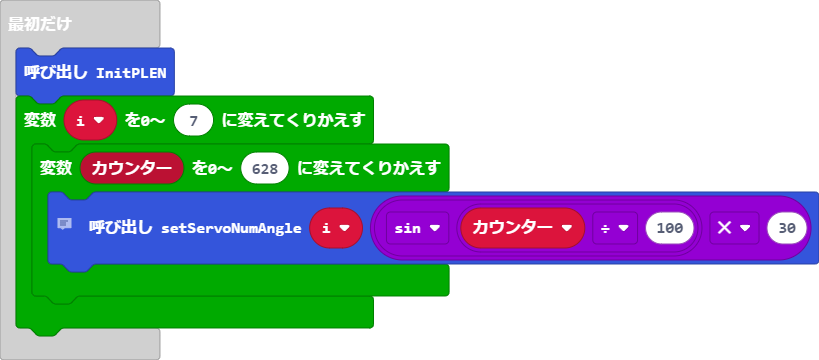 最初だけ
呼び出し InitPLEN
変数 i を0～ 7 に変えてくりかえす
変数 カウンター を0～ 628 に変えてくりかえす
呼び出し setServoNumAngle i sin カウンター ÷ 100 × 30